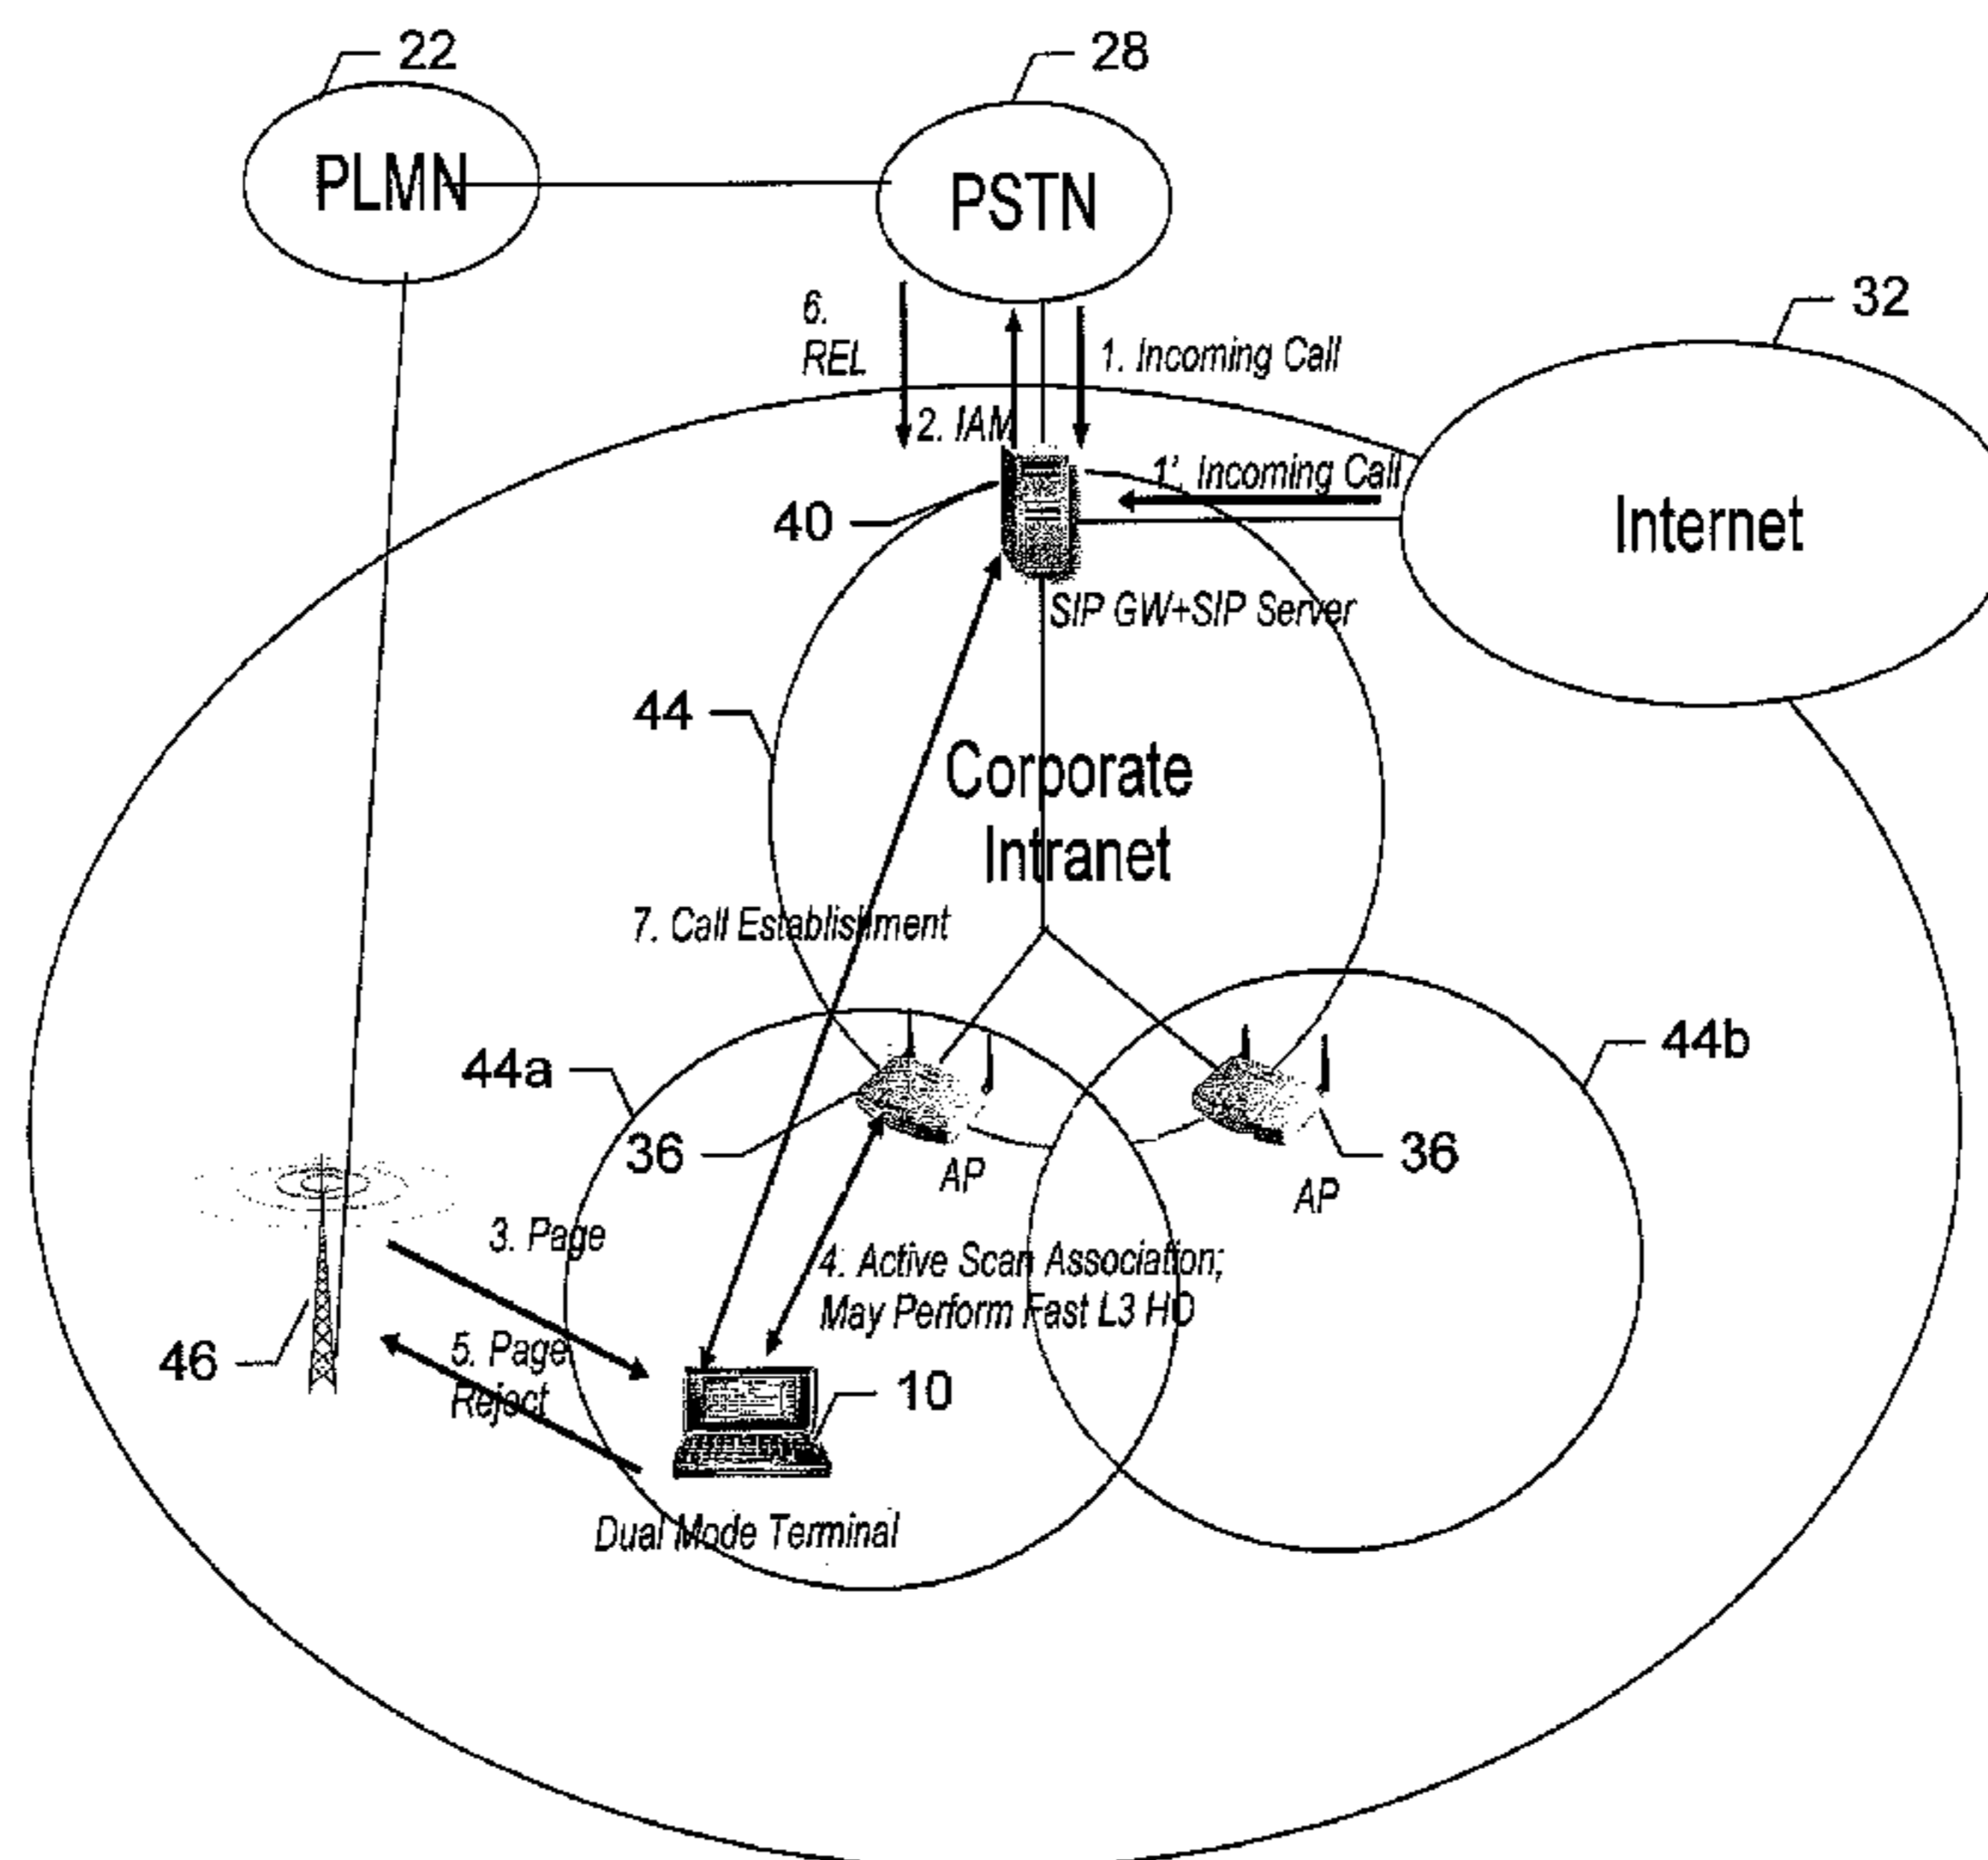 22
28
PLMN
PSTN
32
6.
REL
1. Incoming Call
2. IAM
1'. Incoming Call
40
Internet
SIP GW+SIP Server
44
Corporate
Intranet
7. Call Establishment
44a
44b
36
AP
36
AP
3. Page
4. Active Scan Association;
May Perform Fast L3 HO
46
5. Page
Reject
10
Dual Mode Terminal